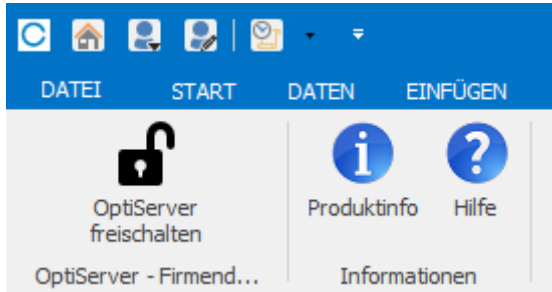 DATEI START DATEN EINFÜGEN
OptiServer
freischalten
Produktinfo Hilfe
OptiServer - Firmend... Informationen